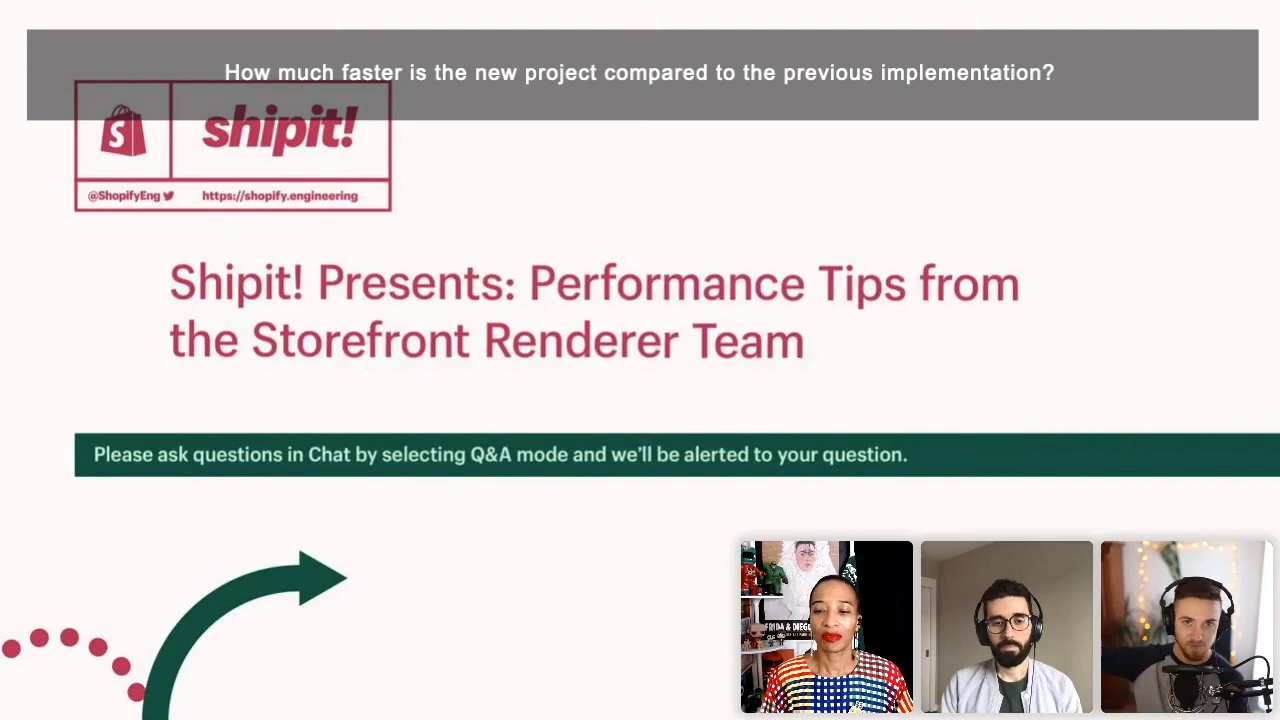 How much faster is the new project compared to the previous implementation?
S
shipit!
@ShopifyEng
https://shopify.engineering
Shipit! Presents: Performance Tips from
the Storefront Renderer Team
Please ask questions in Chat by selecting Q&A mode and we'll be alerted to your question.
FRIDA & DIEGO